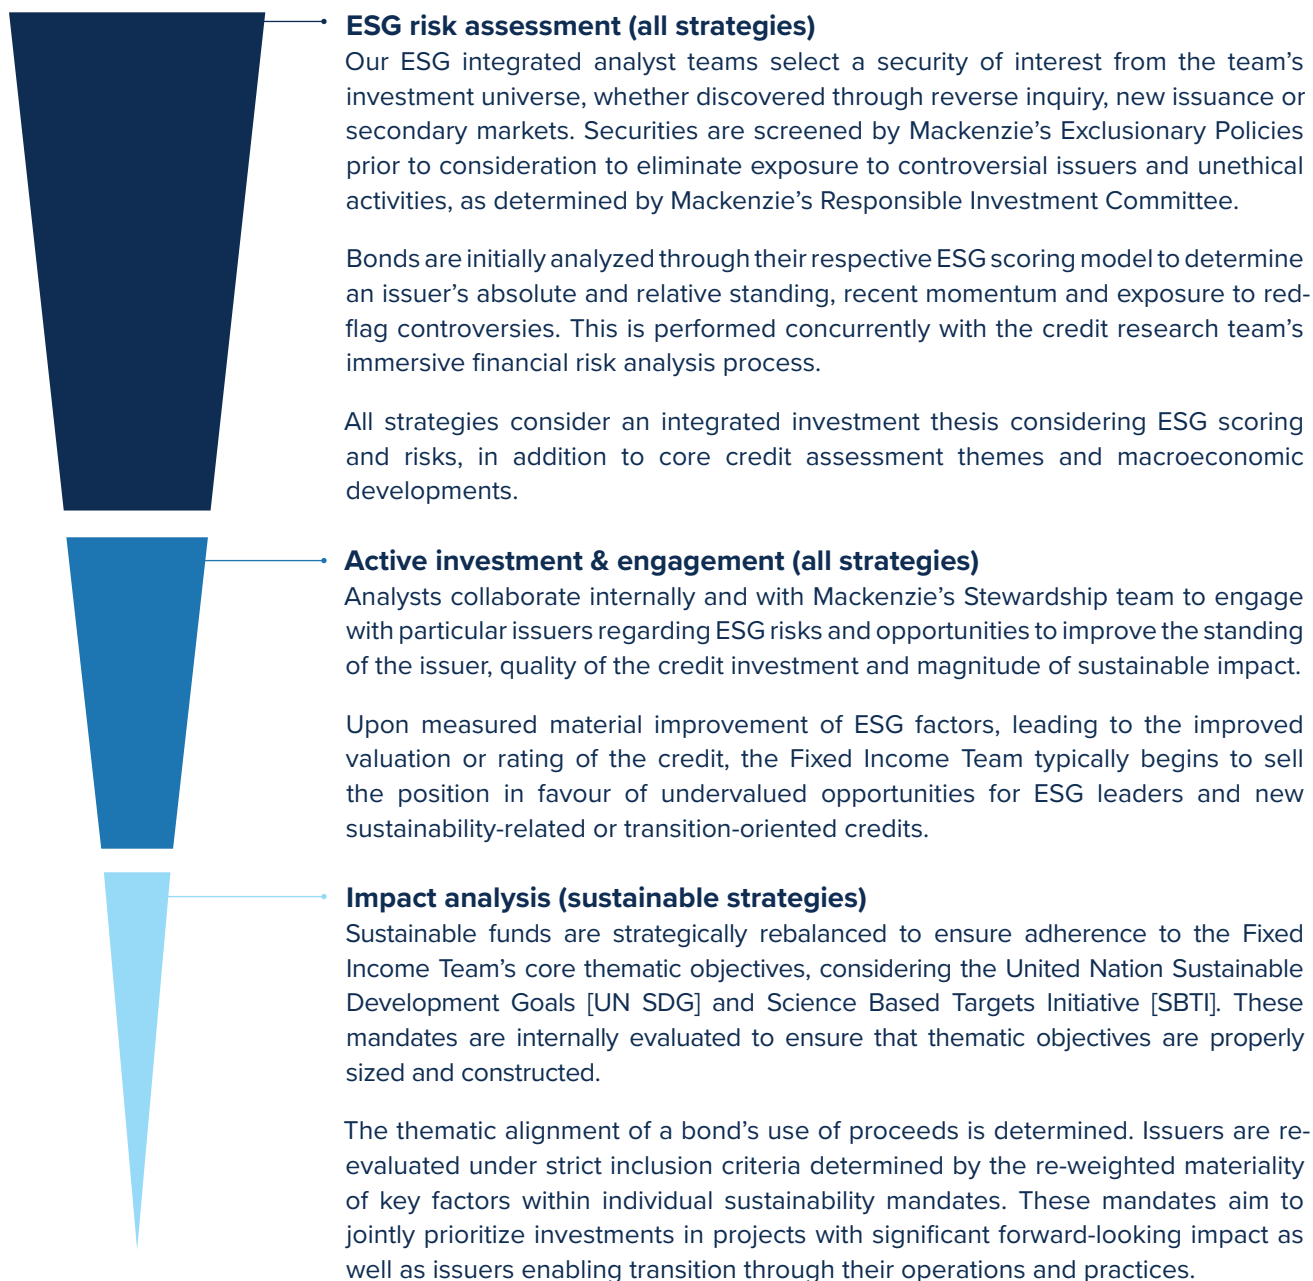 ESG risk assessment (all strategies)
Our ESG integrated analyst teams select a security of interest from the team’s
investment universe, whether discovered through reverse inquiry, new issuance or
secondary markets. Securities are screened by Mackenzie’s Exclusionary Policies
prior to consideration to eliminate exposure to controversial issuers and unethical
activities, as determined by Mackenzie’s Responsible Investment Committee.
Bonds are initially analyzed through their respective ESG scoring model to determine
an issuer’s absolute and relative standing, recent momentum and exposure to red-
flag controversies. This is performed concurrently with the credit research team’s
immersive financial risk analysis process.
All strategies consider an integrated investment thesis considering ESG scoring
and risks, in addition to core credit assessment themes and macroeconomic
developments.
Active investment & engagement (all strategies)
Analysts collaborate internally and with Mackenzie’s Stewardship team to engage
with particular issuers regarding ESG risks and opportunities to improve the standing
of the issuer, quality of the credit investment and magnitude of sustainable impact.
Upon measured material improvement of ESG factors, leading to the improved
valuation or rating of the credit, the Fixed Income Team typically begins to sell
the position in favour of undervalued opportunities for ESG leaders and new
sustainability-related or transition-oriented credits.
Impact analysis (sustainable strategies)
Sustainable funds are strategically rebalanced to ensure adherence to the Fixed
Income Team’s core thematic objectives, considering the United Nation Sustainable
Development Goals [UN SDG] and Science Based Targets Initiative [SBTI]. These
mandates are internally evaluated to ensure that thematic objectives are properly
sized and constructed.
The thematic alignment of a bond’s use of proceeds is determined. Issuers are re-
evaluated under strict inclusion criteria determined by the re-weighted materiality
of key factors within individual sustainability mandates. These mandates aim to
jointly prioritize investments in projects with significant forward-looking impact as
well as issuers enabling transition through their operations and practices.